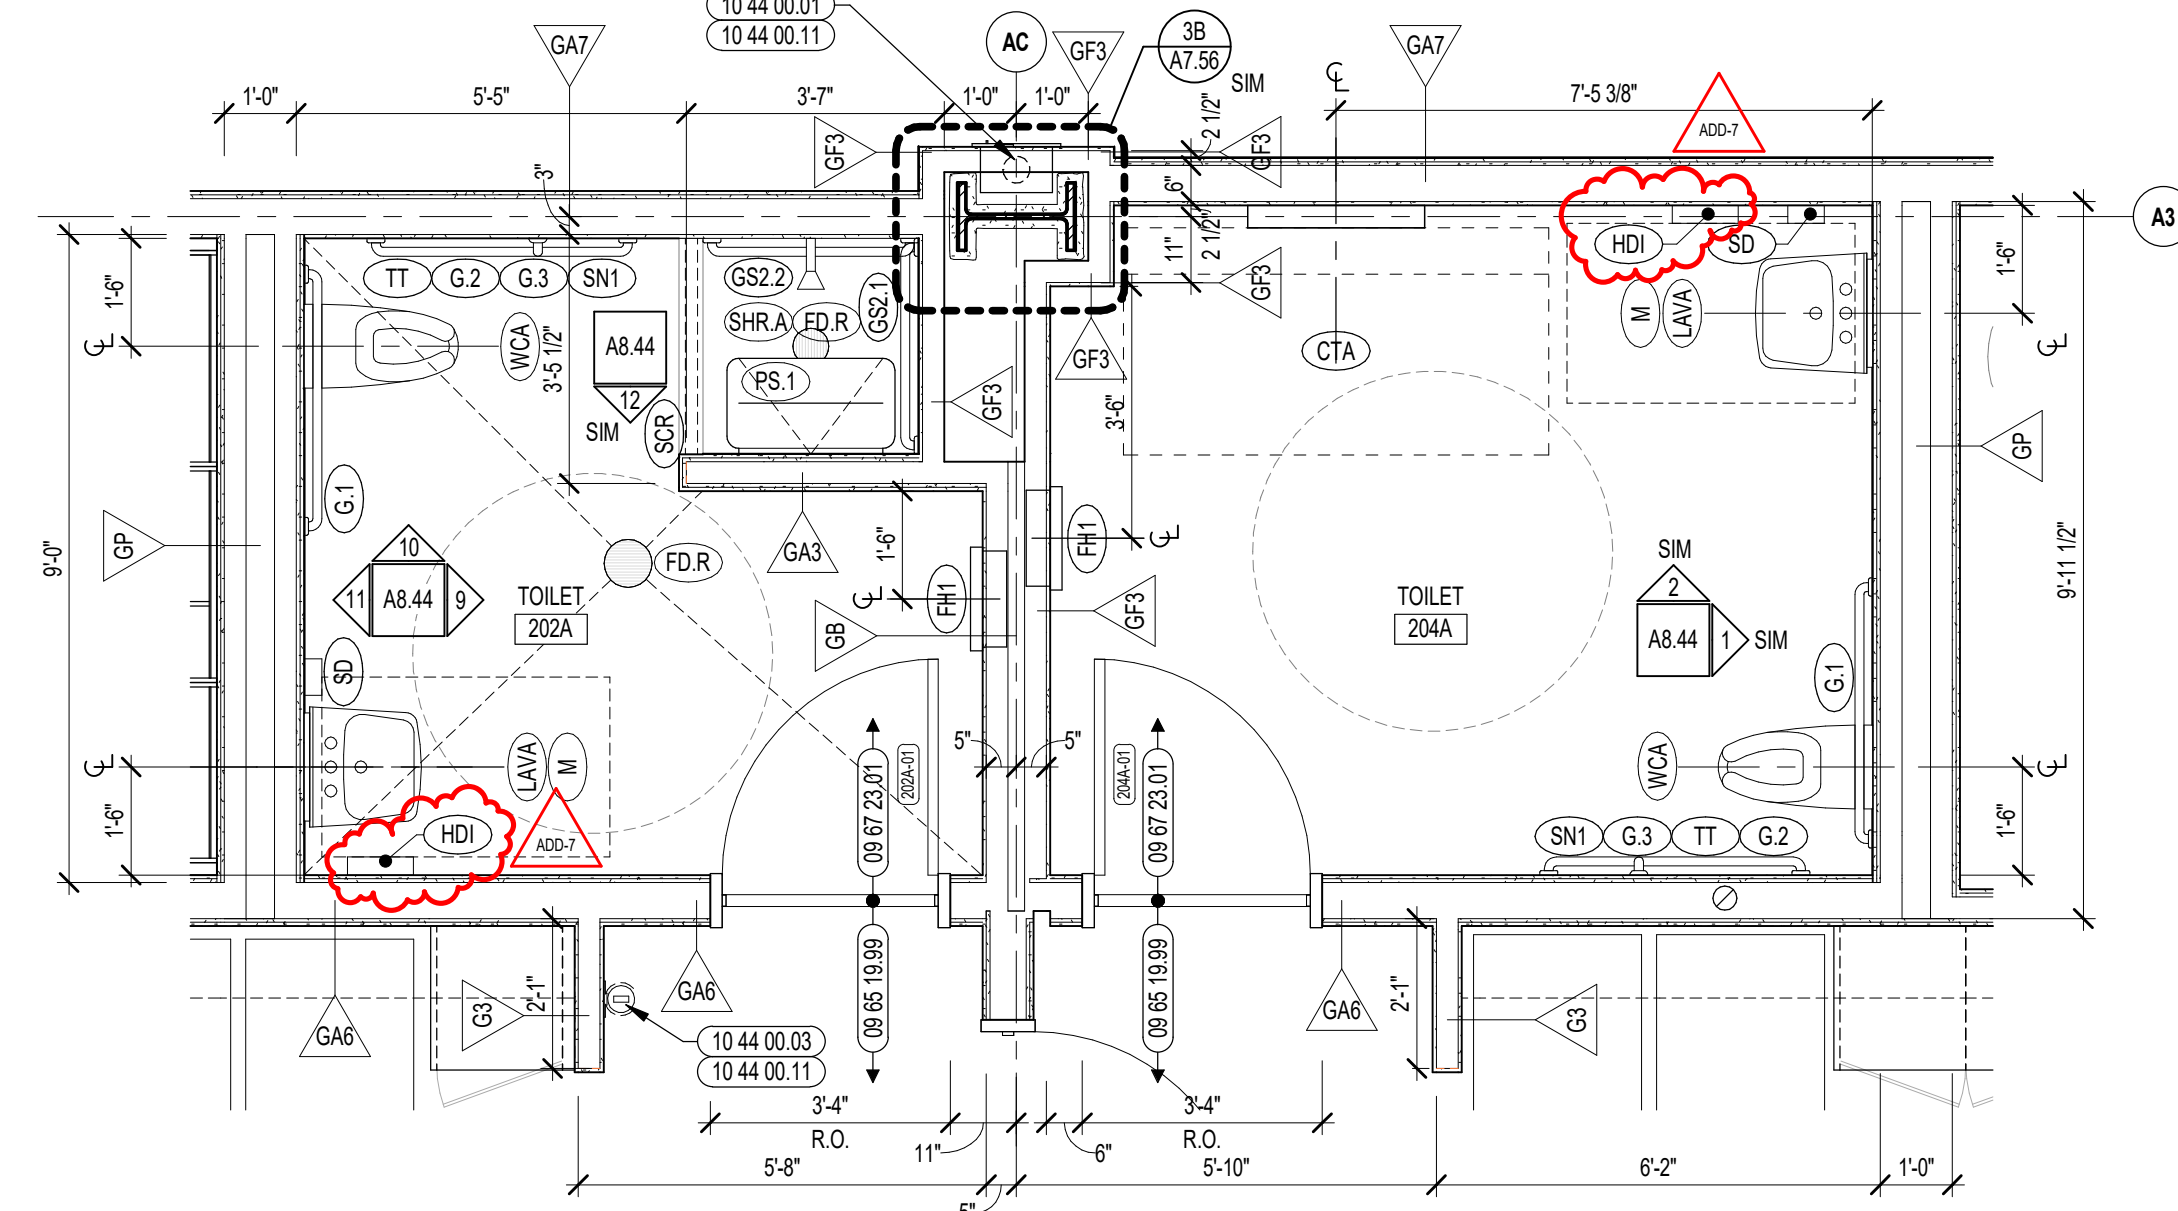 10 44 00.01
10 44 00.11
GA7
AC
GF3
3B
A7.56
SIM
GA7
1'-0"
5'-5"
3'-7"
1'-0"
1'-0"
2 1/2"
7'-5 3/8"
ADD-7
GF3
GF3
3"
6"
11"
2 1/2"
A3
HDI
SD
1'-6"
TT
G.2
G.3
SN1
GS2.2
GS2.1
GF3
1'-6"
SHR.A
FD.R
M
LAVA
WCA
3'-5 1/2"
A8.44
12
SIM
PS.1
GF3
CTA
SCR
GF3
3'-6"
GP
G.1
GP
9'-0"
10
11
A8.44
9
FD.R
GA3
1'-6"
FH1
FH1
SIM
2
A8.44
1
SIM
9'-11 1/2"
TOILET
202A
TOILET
204A
GB
GF3
SD
G.1
5"
5"
LAVA
M
202A-01
204A-01
09 67 23.01
09 67 23.01
WCA
1'-6"
HDI
ADD-7
SN1
G.3
TT
G.2
1'-6"
09 65 19.99
09 65 19.99
GA6
GA6
GA6
G3
2'-1"
2'-1"
G3
10 44 00.03
10 44 00.11
3'-4"
R.O.
11"
6"
3'-4"
R.O.
5'-8"
5'-10"
6'-2"
1'-0"
5"